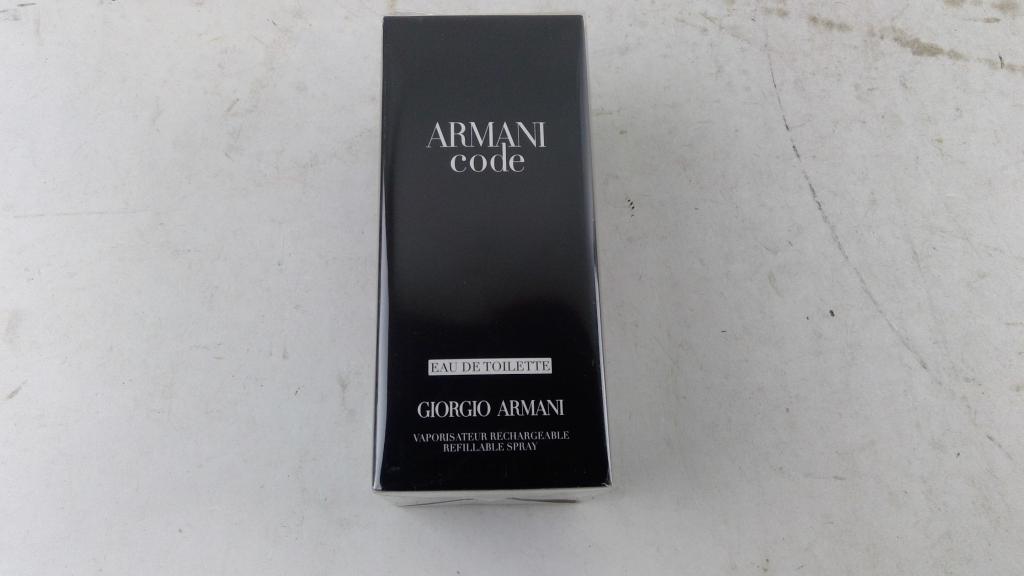 ARMANI
code
EAU DE TOILETTE
GIORGIO ARMANI
VAPORISATEUR RECHARGEABLE
REFILLABLE SPRAY